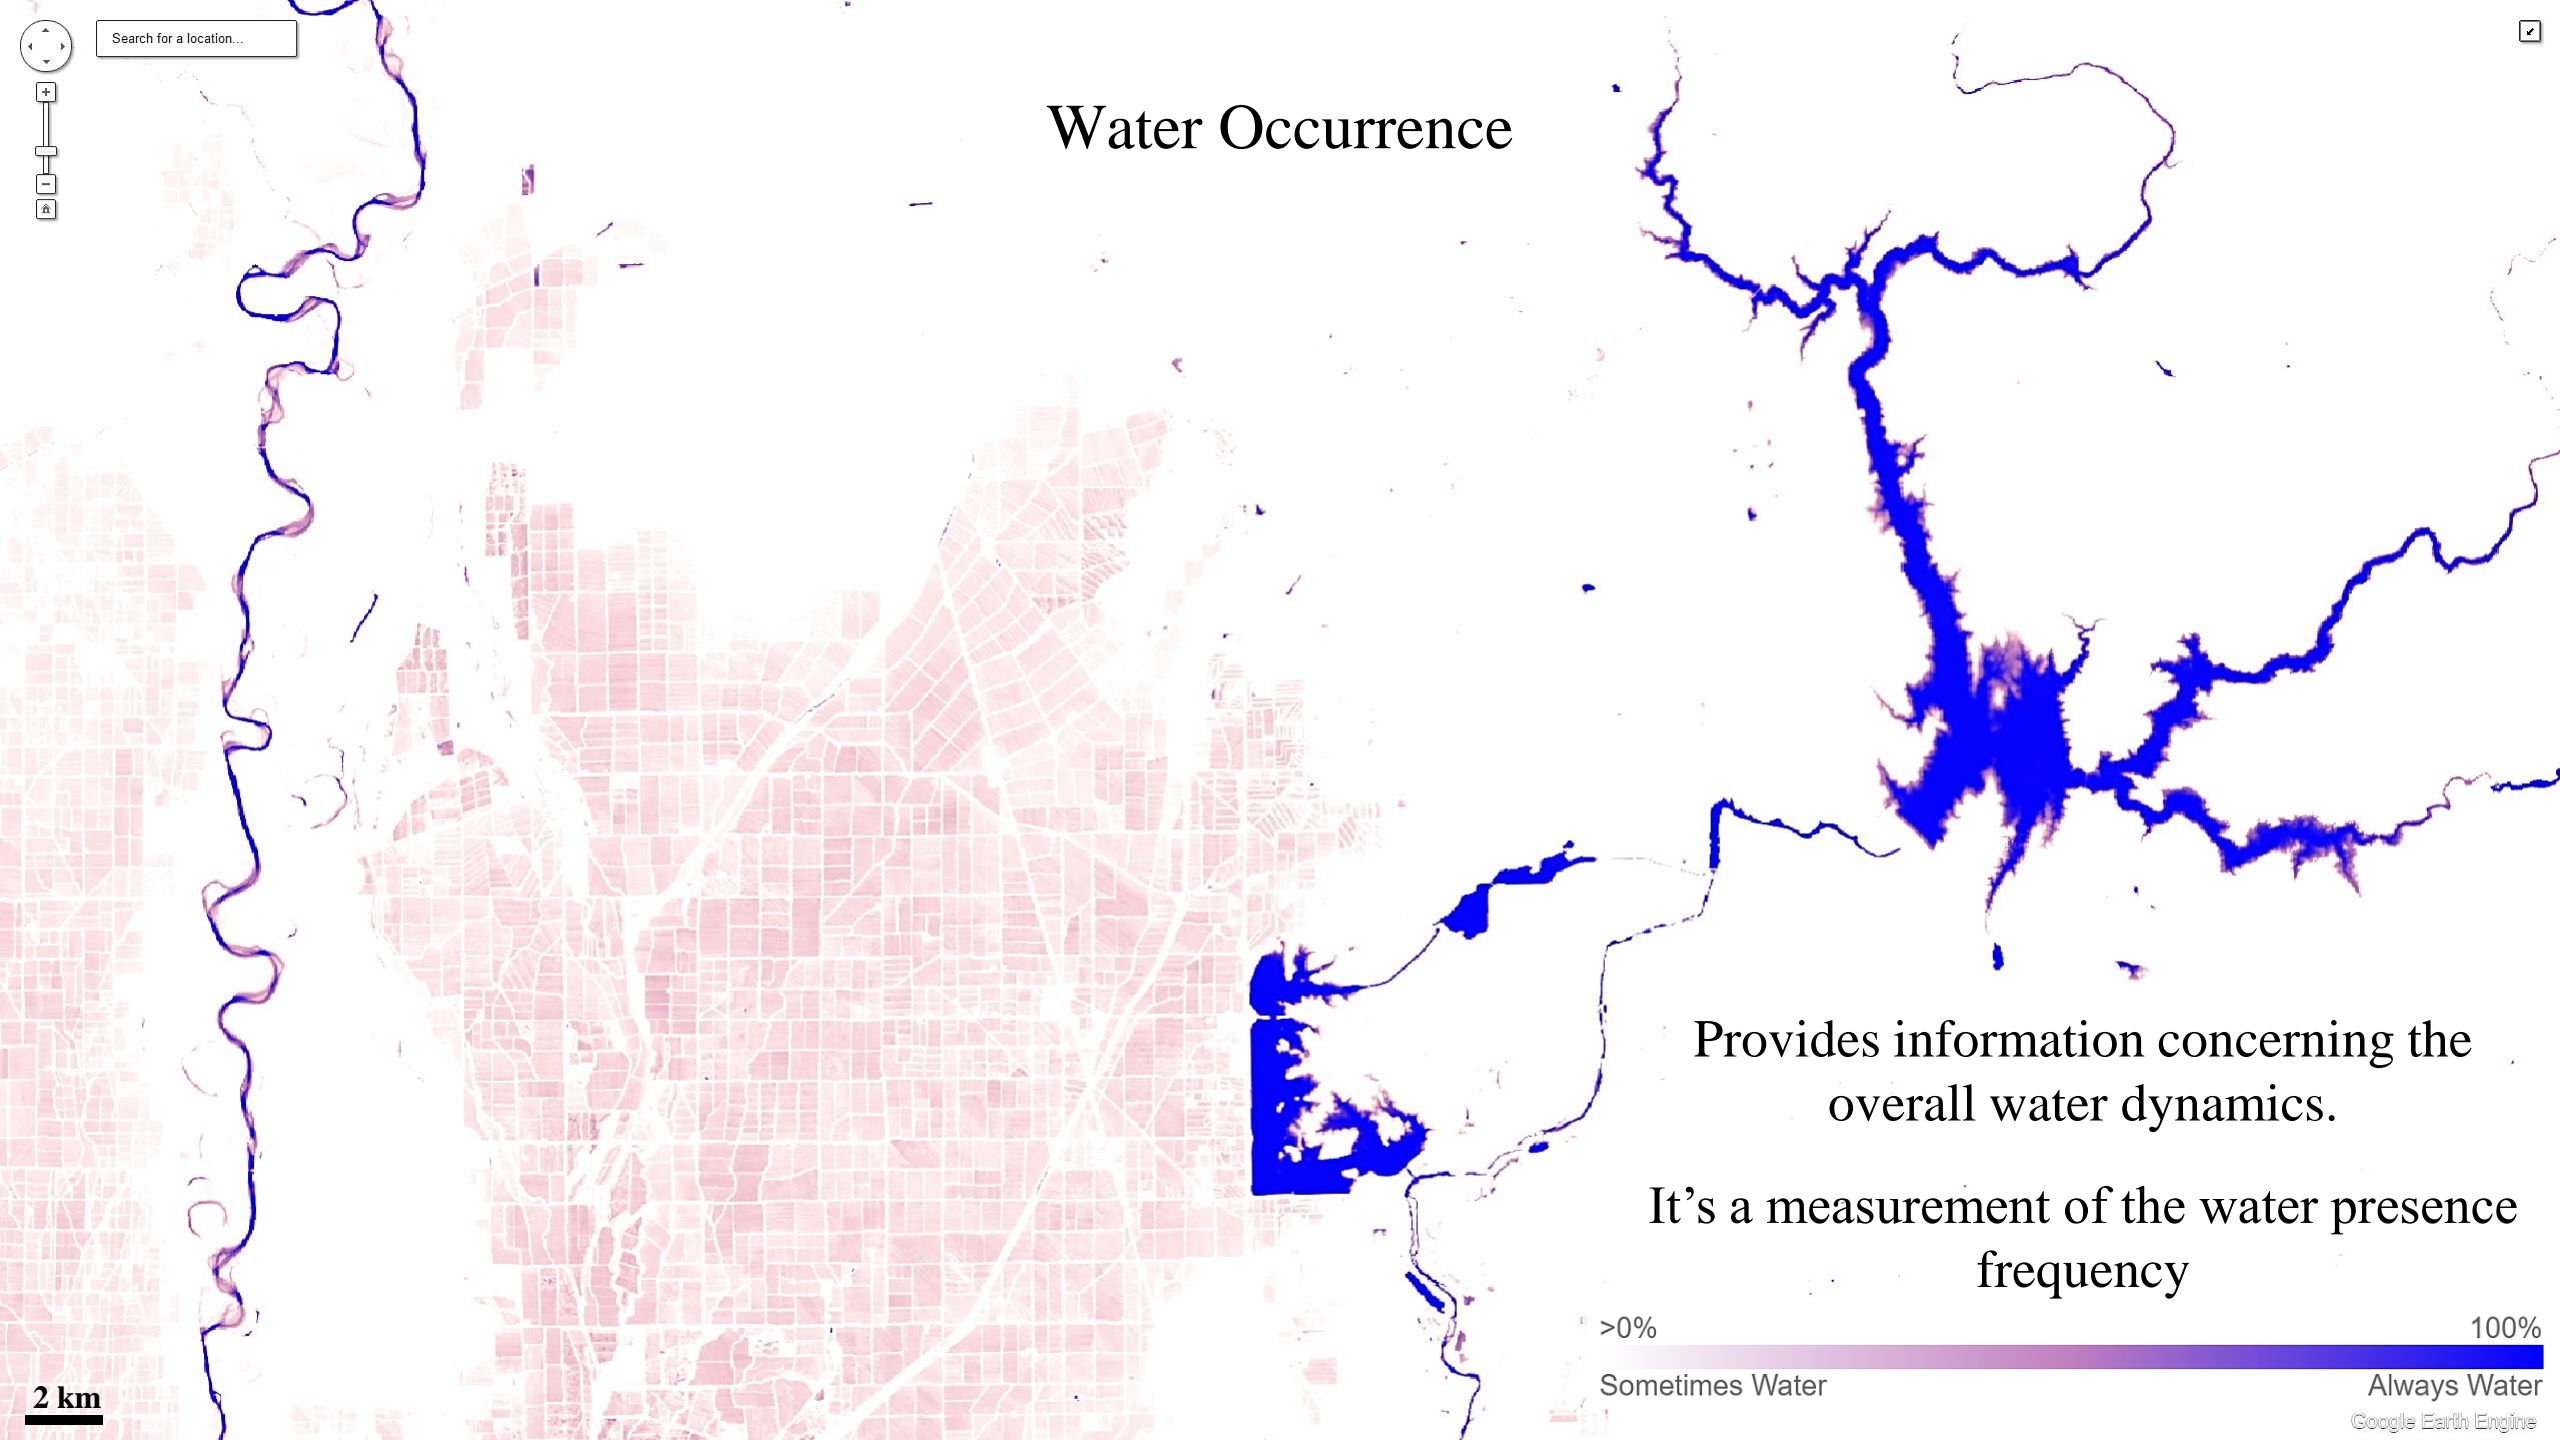 Search for a location...
Water Occurrence
Provides information concerning the
overall water dynamics.
It’s a measurement of the water presence
frequency
>0%
100%
Sometimes Water
Always Water
2 km
Google Earth Engine